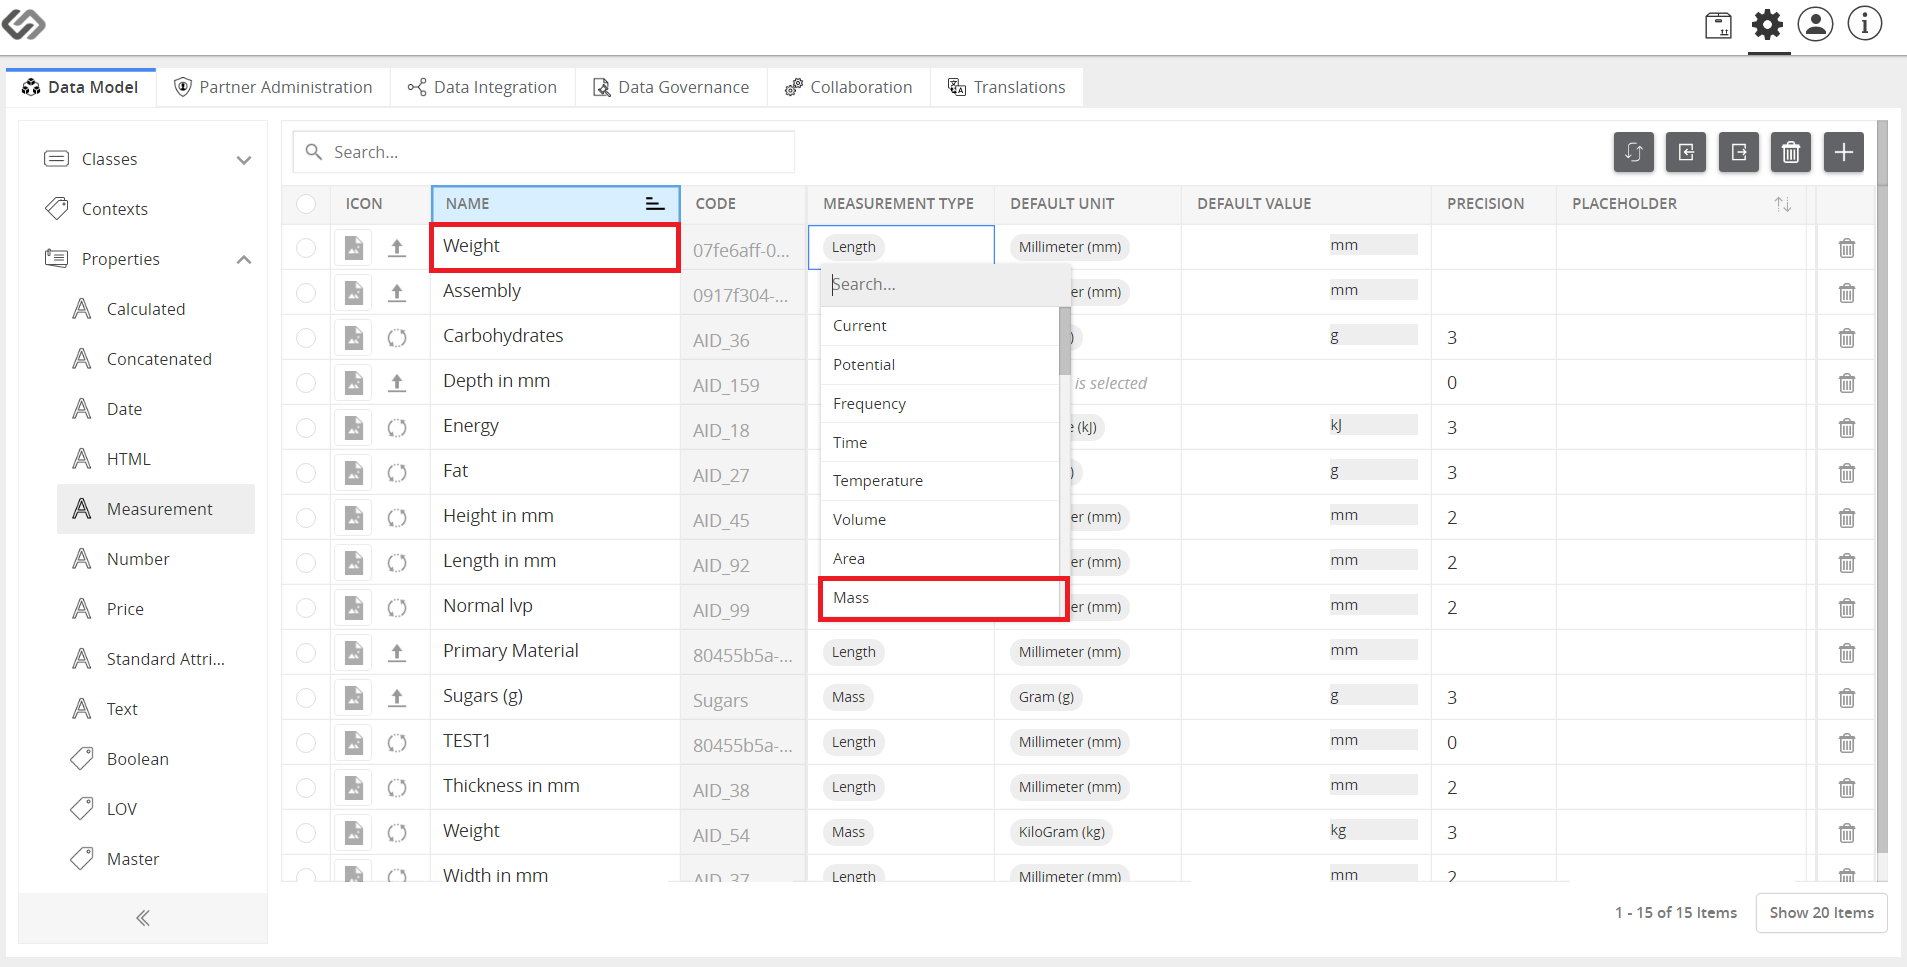 Data Model
Partner Administration
Data Integration
Data Governance
Collaboration
Translations
Classes
Contexts
Properties
Calculated
Concatenated
Date
HTML
Measurement
Number
Price
Standard Attri...
Text
Boolean
LOV
Master
Search...
ICON NAME CODE MEASUREMENT TYPE DEFAULT UNIT DEFAULT VALUE PRECISION PLACEHOLDER
Weight 07fe6aff-0... Length Millimeter (mm) mm
Assembly 0917f304-... er (mm) mm
Carbohydrates AID_36 ) g 3
Depth in mm AID_159 is selected 0
Energy AID_18 e (kJ) kJ 3
Fat AID_27 ) g 3
Height in mm AID_45 er (mm) mm 2
Length in mm AID_92 er (mm) mm 2
Normal lvp AID_99 er (mm) mm 2
Search...
Current
Potential
Frequency
Time
Temperature
Volume
Area
Mass
Primary Material 80455b5a-... Length Millimeter (mm) mm
Sugars (g) Sugars Mass Gram (g) g 3
TEST1 80455b5a-... Length Millimeter (mm) mm 0
Thickness in mm AID_38 Length Millimeter (mm) mm 2
Weight AID_54 Mass KiloGram (kg) kg 3
Width in mm AID_37 Length Millimeter (mm) mm 2
1 - 15 of 15 Items
Show 20 Items